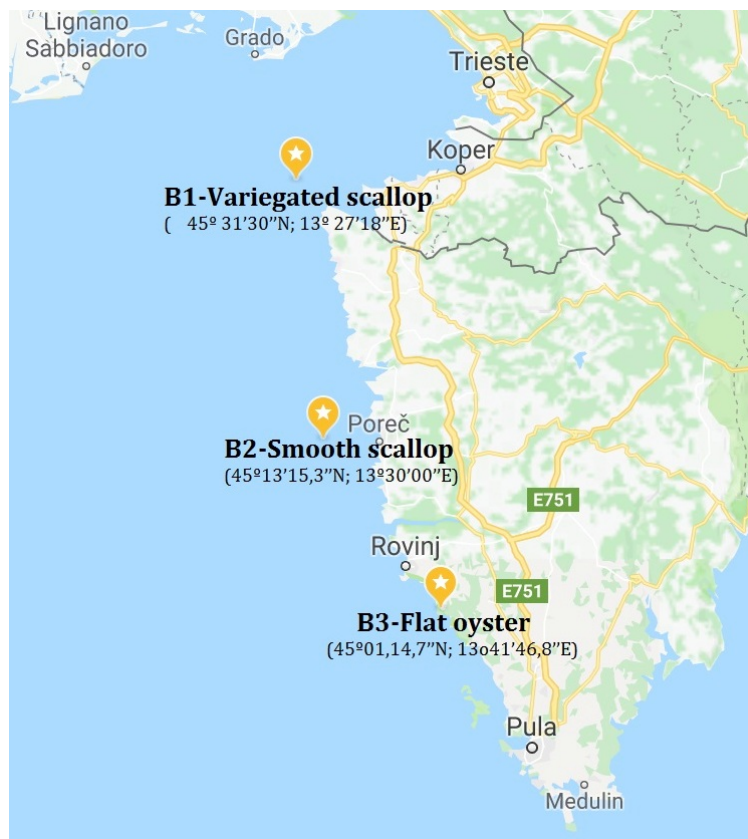 Lignano
Sabbiadoro
Grado
Trieste
Koper
B1-Variegated scallop
( 45º 31’30’’N; 13º 27’18’’E)
Poreč
B2-Smooth scallop
(45º13’15,3’’N; 13º30’00’’E)
E751
Rovinj
E751
B3-Flat oyster
(45º01,14,7’’N; 13o41’46,8’’E)
Pula
Medulin